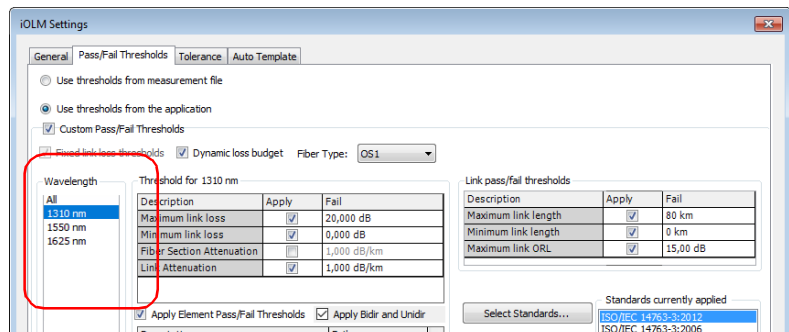 iOLM Settings
General Pass/Fail Thresholds Tolerance Auto Template
Use thresholds from measurement file
Use thresholds from the application
Custom Pass/Fail Thresholds
Fixed link loss thresholds Dynamic loss budget Fiber Type: OS1
Wavelength
All
1310 nm
1550 nm
1625 nm
Threshold for 1310 nm
Description Apply Fail
Maximum link loss 20,000 dB
Minimum link loss 0,000 dB
Fiber Section Attenuation 1,000 dB/km
Link Attenuation 1,000 dB/km
Apply Element Pass/Fail Thresholds Apply Bidir and Unidir
Link pass/fail thresholds
Description Apply Fail
Maximum link length 80 km
Minimum link length 0 km
Maximum link ORL 15,00 dB
Select Standards...
Standards currently applied
ISO/IEC 14763-3:2012
ISO/IEC 14763-3:2006